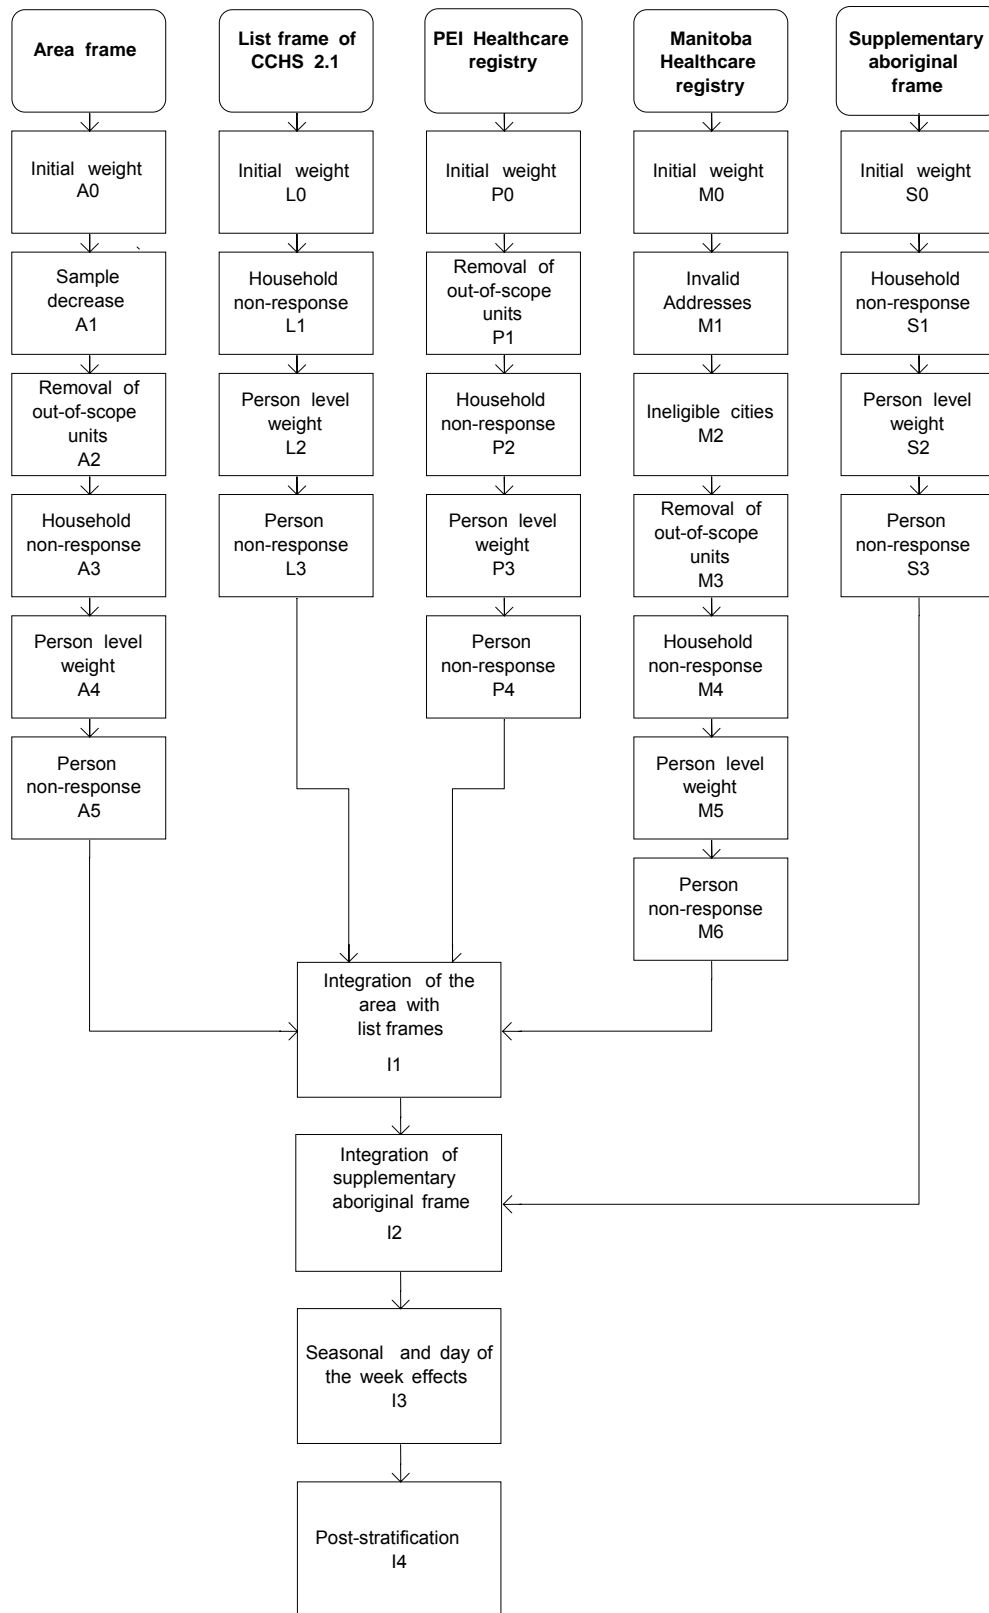 Area frame
List frame of
CCHS 2.1
PEI Healthcare
registry
Manitoba
Healthcare
registry
Supplementary
aboriginal
frame
Initial weight
A0
Initial weight
L0
Initial weight
P0
Initial weight
M0
Initial weight
S0
Sample
decrease
A1
Household
non-response
L1
Removal of
out-of-scope
units
P1
Invalid
Addresses
M1
Household
non-response
S1
Removal of
out-of-scope
units
A2
Person level
weight
L2
Household
non-response
P2
Ineligible cities
M2
Person level
weight
S2
Household
non-response
A3
Person
non-response
L3
Person level
weight
P3
Removal of
out-of-scope
units
M3
Person
non-response
S3
Person level
weight
A4
Person
non-response
P4
Household
non-response
M4
Person
non-response
A5
Person level
weight
M5
Person
non-response
M6
Integration of the
area with
list frames
I1
Integration of
supplementary
aboriginal frame
I2
Seasonal and day of
the week effects
I3
Post-stratification
I4